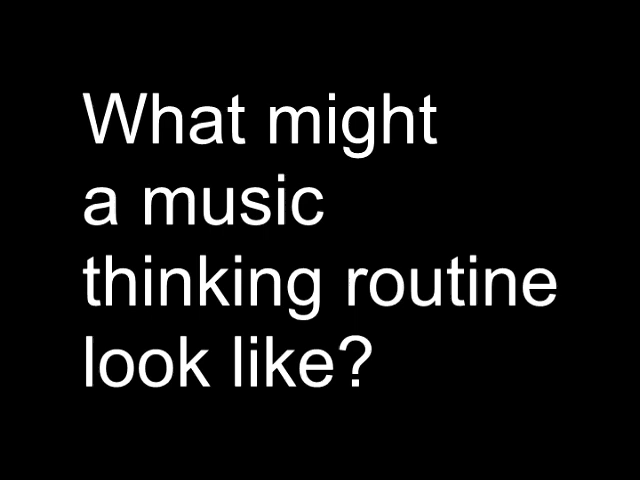 What might
a music
thinking routine
look like?